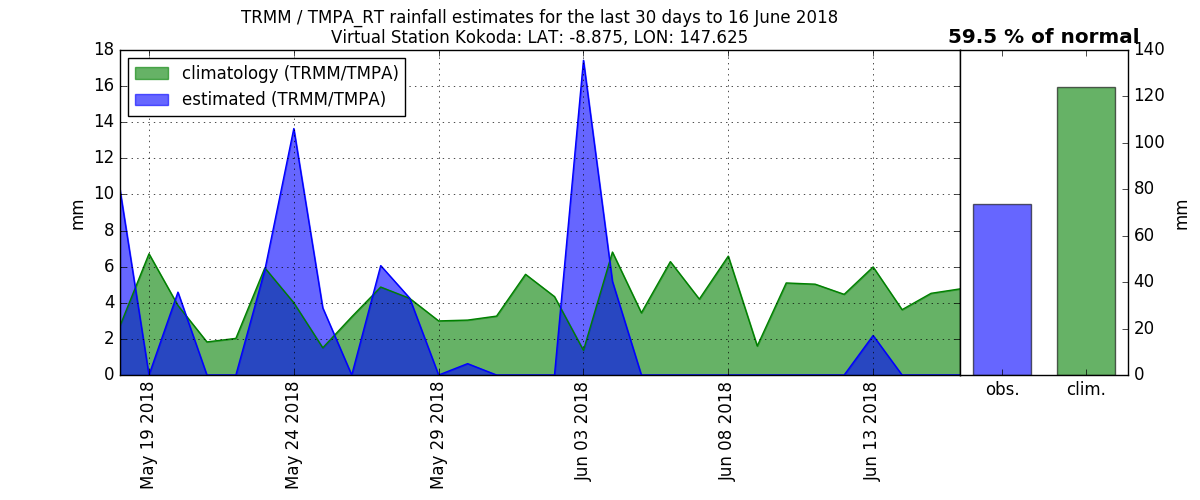 TRMM / TMPA_RT rainfall estimates for the last 30 days to 16 June 2018
Virtual Station Kokoda: LAT: -8.875, LON: 147.625
59.5 % of normal
climatology (TRMM/TMPA)
estimated (TRMM/TMPA)
mm
18
16
14
12
10
8
6
4
2
0
May 19 2018
May 24 2018
May 29 2018
Jun 03 2018
Jun 08 2018
Jun 13 2018
140
120
100
80
60
40
20
0
mm
obs.
clim.